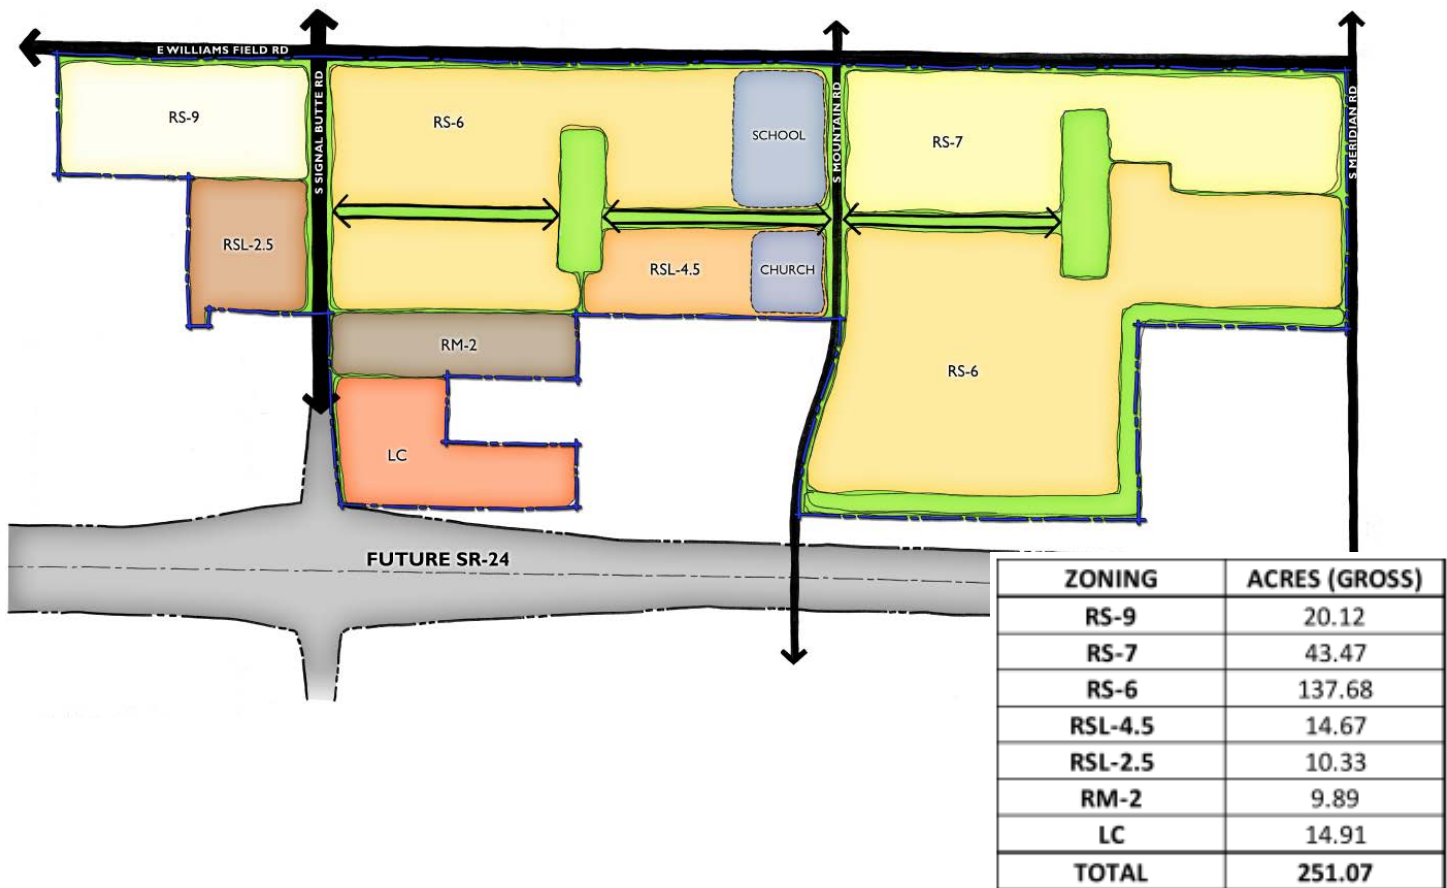 E WILLIAMS FIELD RD
S SIGNAL BUTTE RD
S MOUNTAIN RD
S MERIDIAN RD
RS-9
RS-6
SCHOOL
RS-7
RSL-2.5
RSL-4.5
CHURCH
RM-2
RS-6
LC
FUTURE SR-24
ZONING ACRES (GROSS)
RS-9 20.12
RS-7 43.47
RS-6 137.68
RSL-4.5 14.67
RSL-2.5 10.33
RM-2 9.89
LC 14.91
TOTAL 251.07